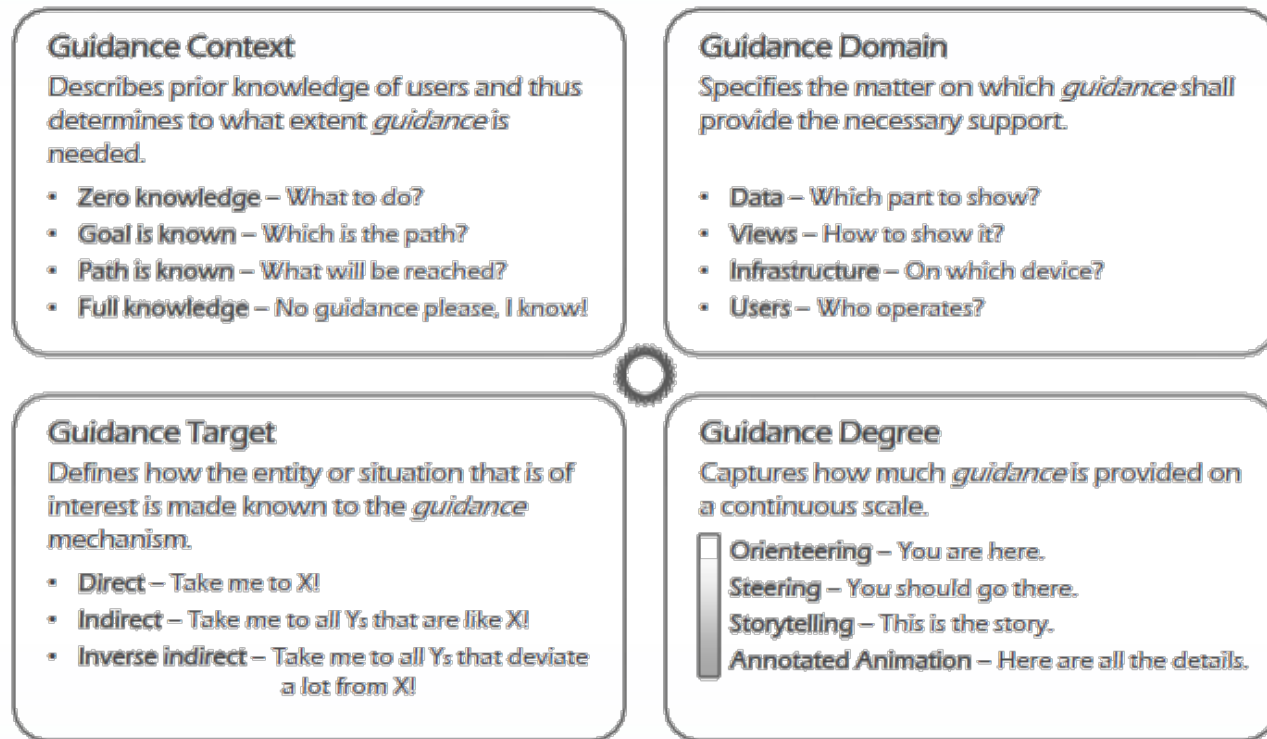 Guidance Context
Describes prior knowledge of users and thus
determines to what extent guidance is
needed.
• Zero knowledge – What to do?
• Goal is known – Which is the path?
• Path is known – What will be reached?
• Full knowledge – No guidance please, I know!
Guidance Domain
Specifies the matter on which guidance shall
provide the necessary support.
• Data – Which part to show?
• Views – How to show it?
• Infrastructure – On which device?
• Users – Who operates?
Guidance Target
Defines how the entity or situation that is of
interest is made known to the guidance
mechanism.
• Direct – Take me to X!
• Indirect – Take me to all Ys that are like X!
• Inverse indirect – Take me to all Ys that deviate
a lot from X!
Guidance Degree
Captures how much guidance is provided on
a continuous scale.
Orienteering – You are here.
Steering – You should go there.
Storytelling – This is the story.
Annotated Animation – Here are all the details.